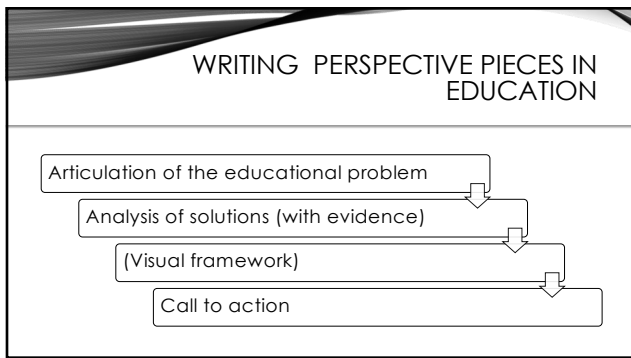 WRITING PERSPECTIVE PIECES IN
EDUCATION
Articulation of the educational problem
Analysis of solutions (with evidence)
(Visual framework)
Call to action